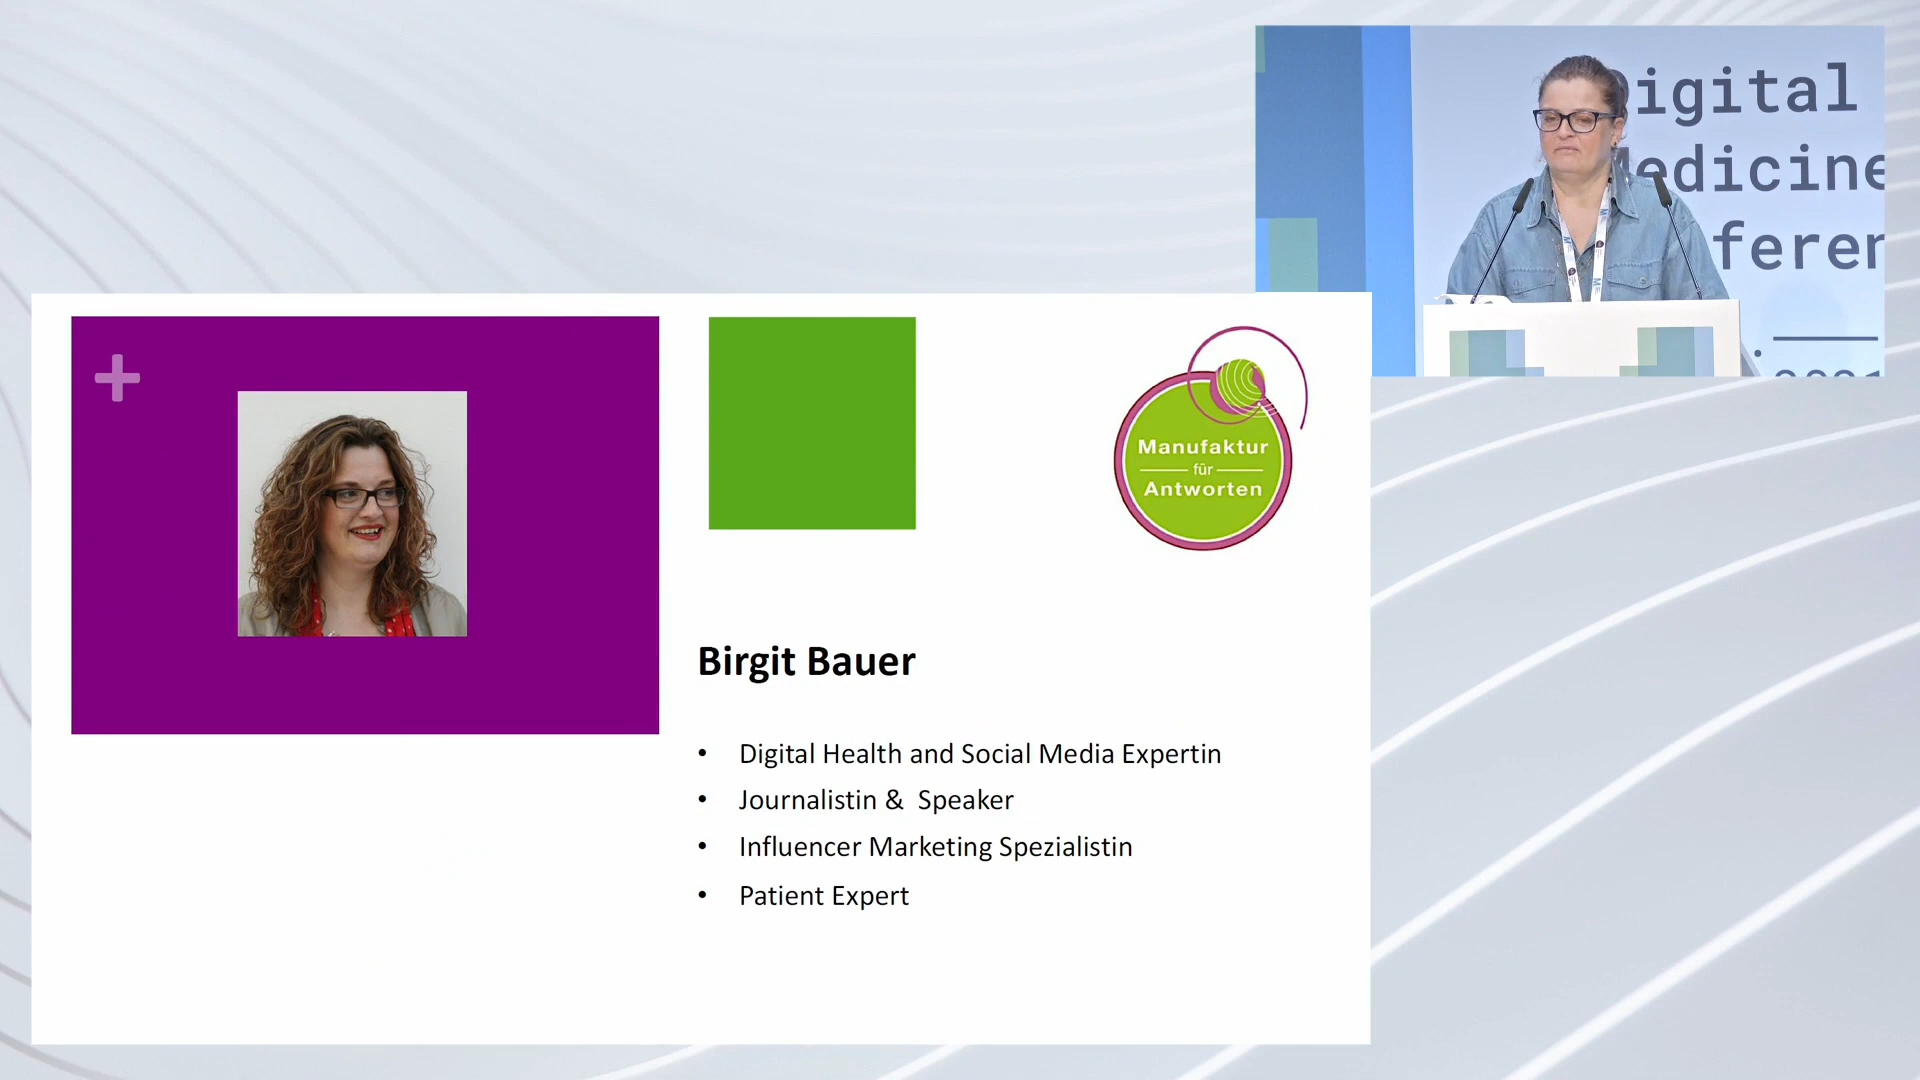 igital
edicine
feren
Manufaktur
für
Antworten
Birgit Bauer
• Digital Health and Social Media Expertin
• Journalistin & Speaker
• Influencer Marketing Spezialistin
• Patient Expert